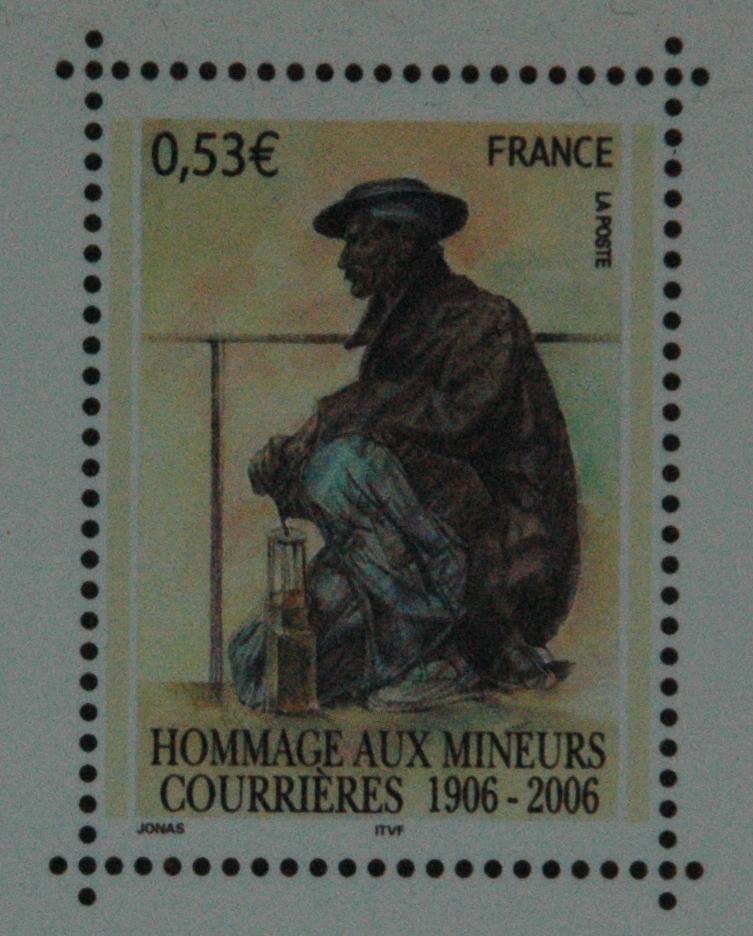 0,53€ FRANCE
LA POSTE
HOMMAGE AUX MINEURS
COURRIÈRES 1906 - 2006
JONAS ITVF